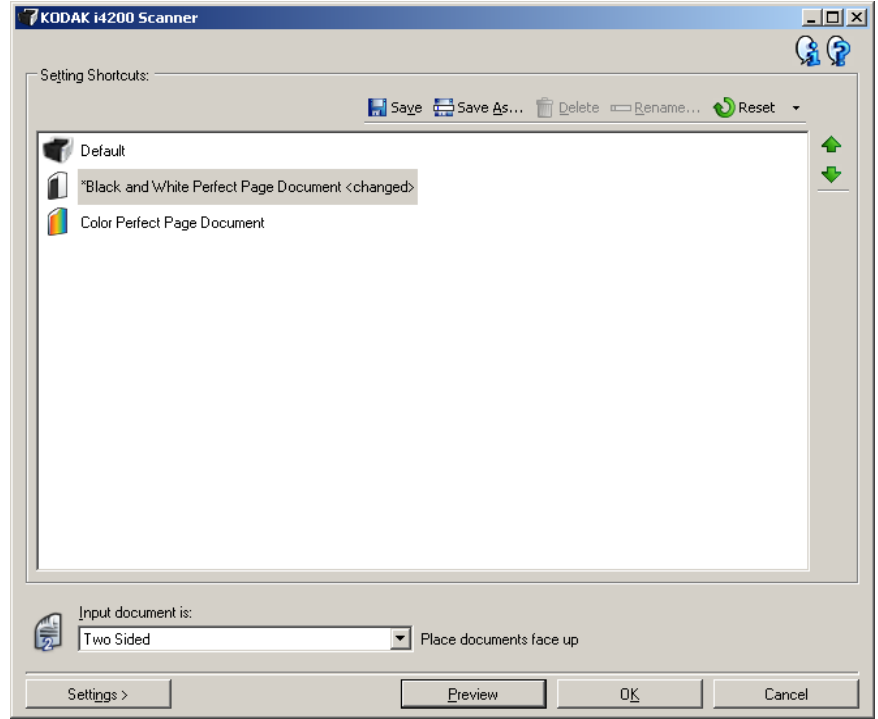 KODAK i4200 Scanner
Setting Shortcuts:
Save Save As... Delete Rename... Reset
Default
*Black and White Perfect Page Document <changed>
Color Perfect Page Document
Input document is:
2 Two Sided Place documents face up
Settings > Preview OK Cancel